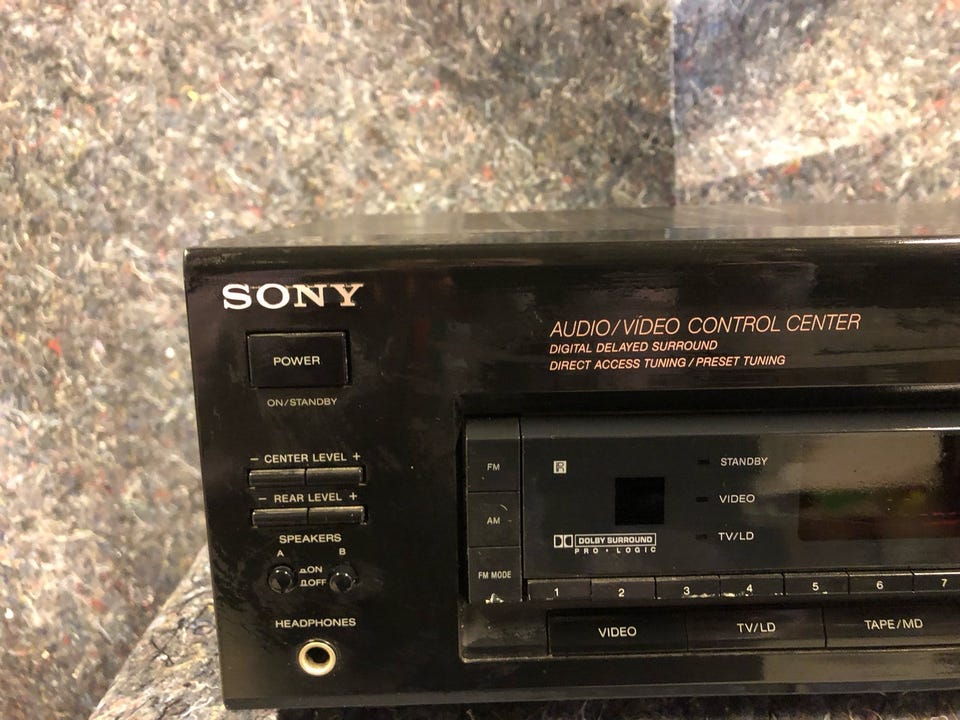 SONY
AUDIO/VÍDEO CONTROL CENTER
DIGITAL DELAYED SURROUND
DIRECT ACCESS TUNING / PRESET TUNING
POWER
ON/STANDBY
− CENTER LEVEL +
− REAR LEVEL +
SPEAKERS
A B
ON
OFF
HEADPHONES
FM
AM
FM MODE
R
STANDBY
VIDEO
TV/LD
DOLBY SURROUND
PRO • LOGIC
1 2 3 4 5 6 7
VIDEO TV/LD TAPE/MD